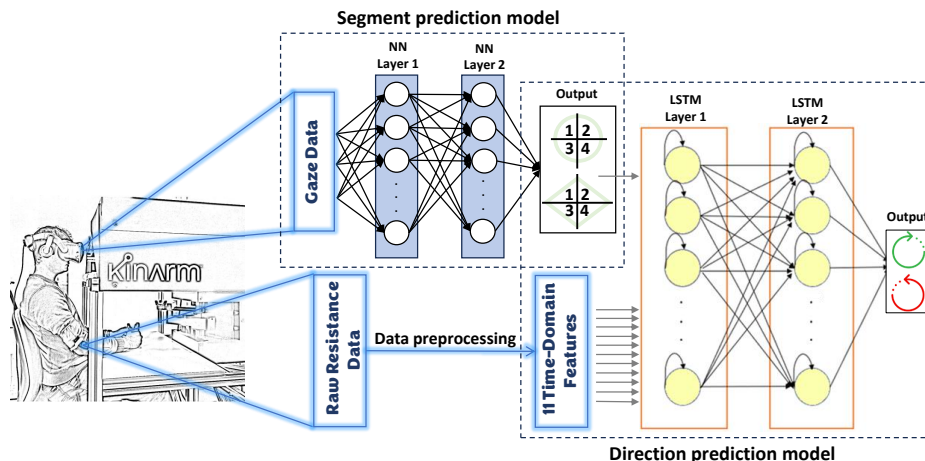 Segment prediction model
NN
Layer 1
NN
Layer 2
Output
LSTM
Layer 1
LSTM
Layer 2
Gaze Data
1 2
3 4
1 2
3 4
Output
KINARM
Raw Resistance
Data
Data preprocessing
11 Time-Domain
Features
Direction prediction model